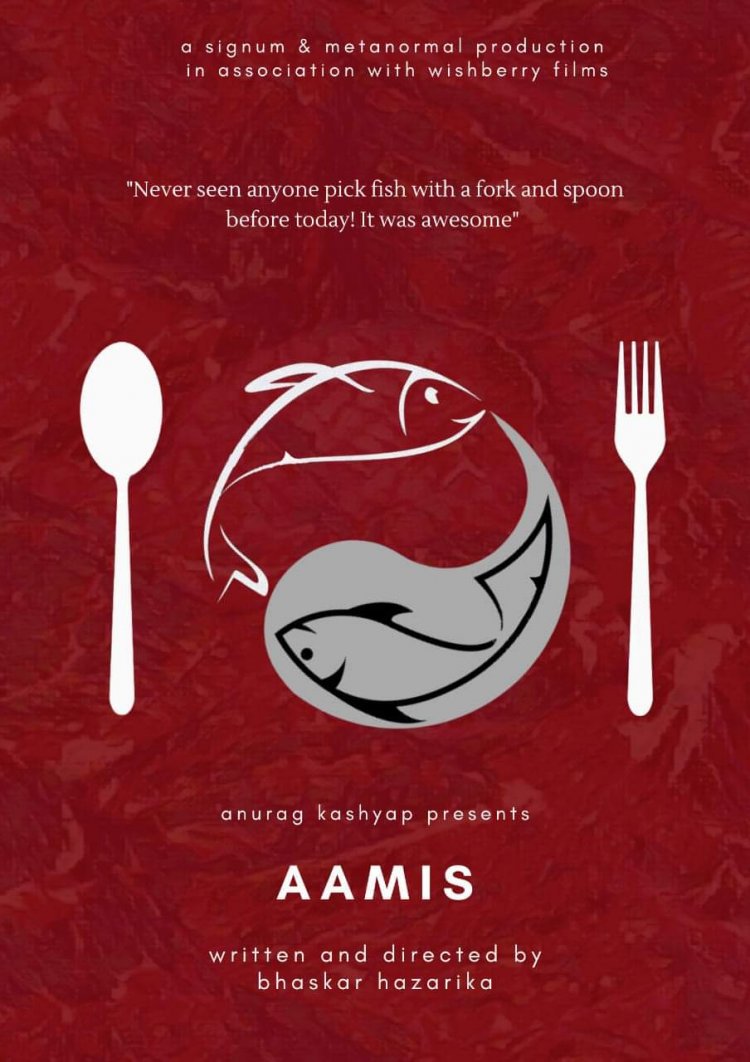 a signum & metanormal production
in association with wishberry films
"Never seen anyone pick fish with a fork and spoon
before today! It was awesome"
anurag kashyap presents
AAMIS
written and directed by
bhaskar hazarika